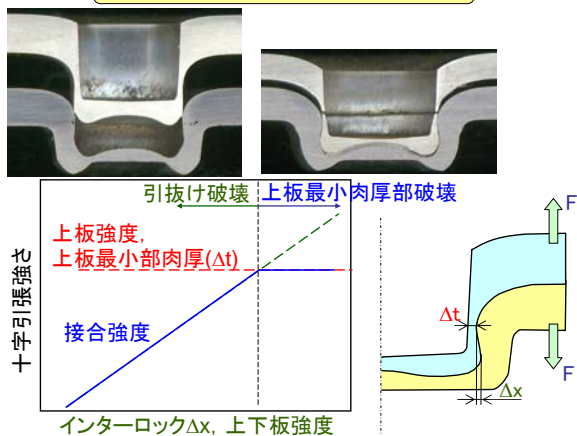 引抜け破壊
上板最小肉厚部破壊
上板強度,
上板最小部肉厚(Δt)
接合強度
十字引張強さ
インターロックΔx, 上下板強度
F
Δt
F
Δx